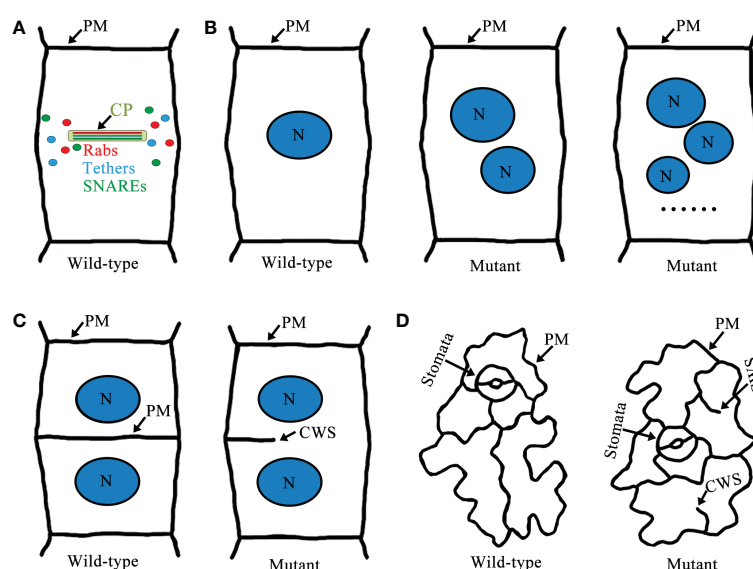 A
PM
CP
Rabs
Tethers
SNAREs
Wild-type
B
PM
N
Wild-type
PM
N
N
Mutant
PM
N
N
N
......
Mutant
C
PM
N
PM
N
Wild-type
PM
N
CWS
N
Mutant
D
Stomata
PM
Wild-type
PM
Stomata
CWS
Mutant